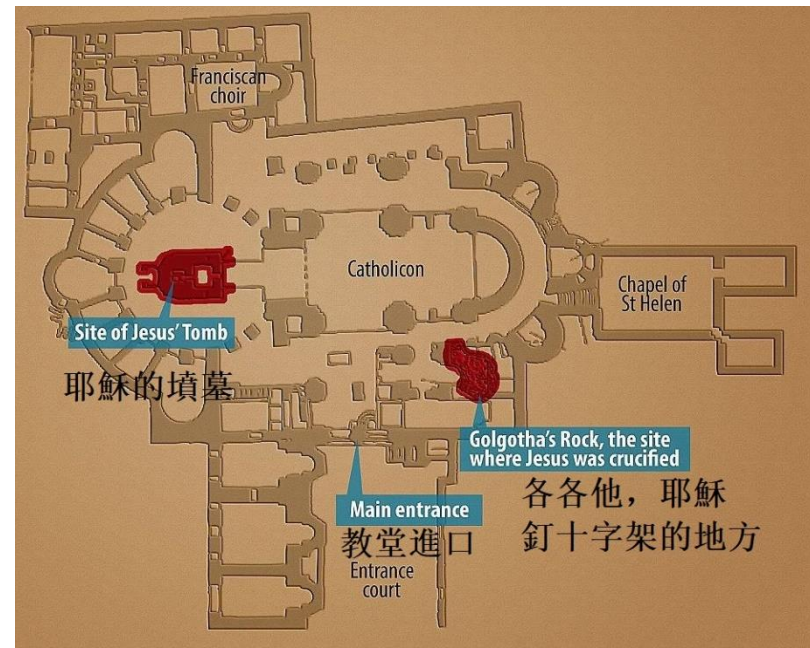 Franciscan
choir
Catholicon
Chapel of
St Helen
Site of Jesus' Tomb
耶穌的墳墓
Golgotha's Rock, the site
where Jesus was crucified
各各他，耶穌
釘十字架的地方
Main entrance
教堂進口
Entrance
court